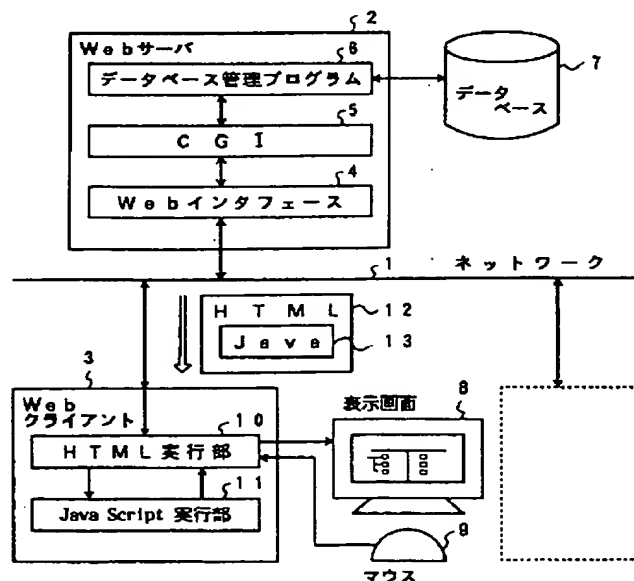 2
Webサーバ
6
データベース管理プログラム
7
データ
ベース
5
CGI
4
Webインタフェース
1
ネットワーク
HTML
12
Java
13
3
Web
クライアント
表示画面
8
10
HTML実行部
11
Java Script 実行部
9
マウス